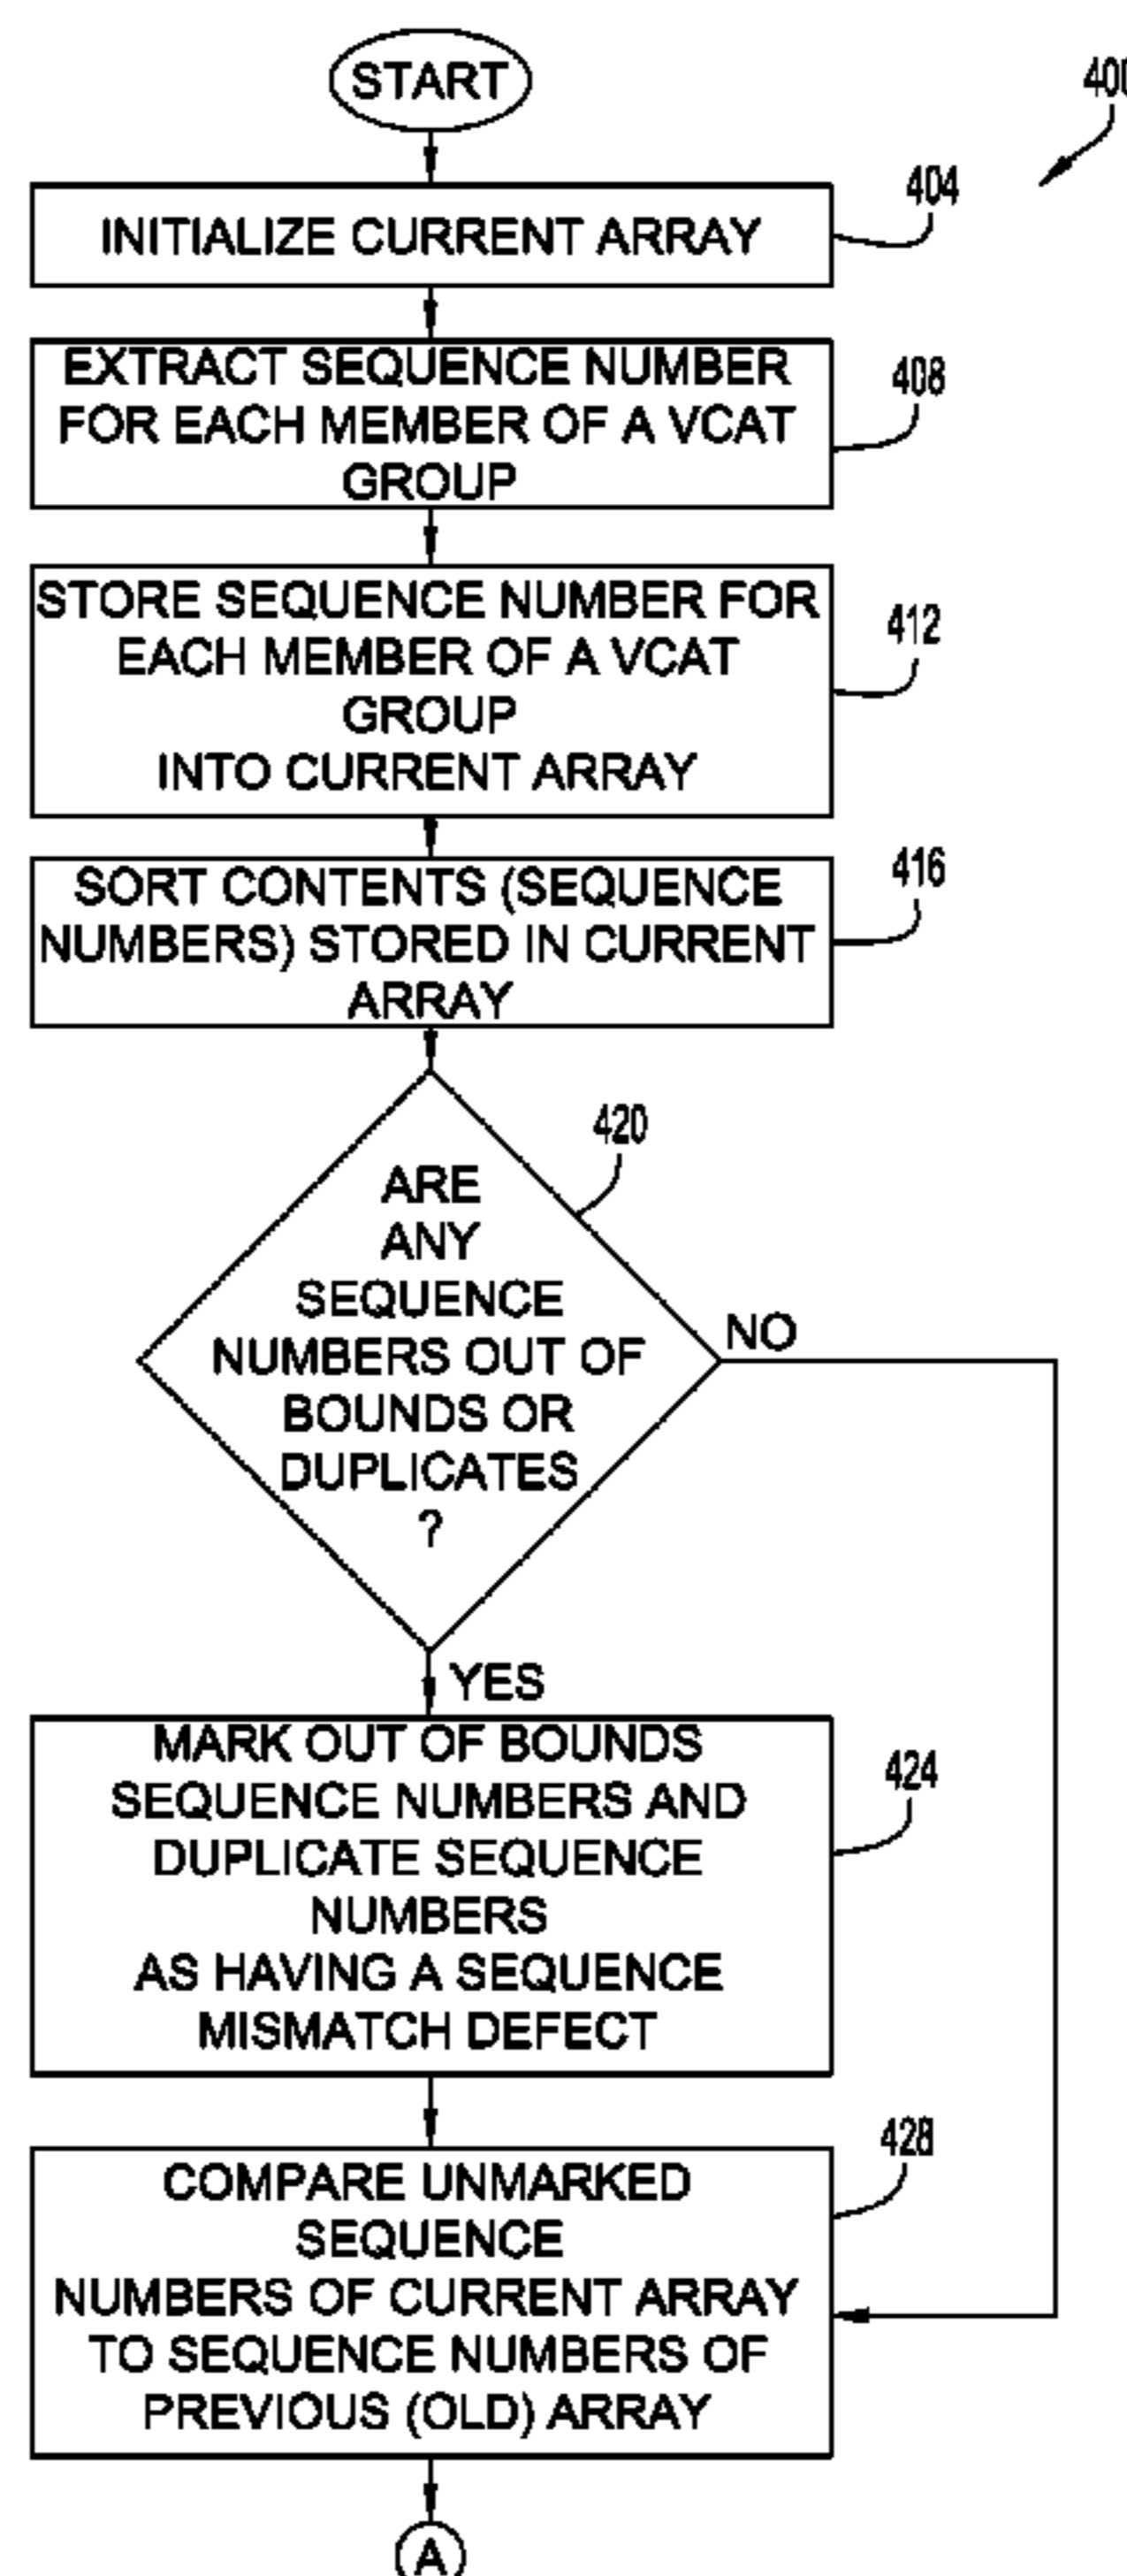 START
400
INITIALIZE CURRENT ARRAY
404
EXTRACT SEQUENCE NUMBER
FOR EACH MEMBER OF A VCAT
GROUP
408
STORE SEQUENCE NUMBER FOR
EACH MEMBER OF A VCAT
GROUP
INTO CURRENT ARRAY
412
SORT CONTENTS (SEQUENCE
NUMBERS) STORED IN CURRENT
ARRAY
416
ARE
ANY
SEQUENCE
NUMBERS OUT OF
BOUNDS OR
DUPLICATES
?
420
NO
YES
MARK OUT OF BOUNDS
SEQUENCE NUMBERS AND
DUPLICATE SEQUENCE
NUMBERS
AS HAVING A SEQUENCE
MISMATCH DEFECT
424
COMPARE UNMARKED
SEQUENCE
NUMBERS OF CURRENT ARRAY
TO SEQUENCE NUMBERS OF
PREVIOUS (OLD) ARRAY
428
A